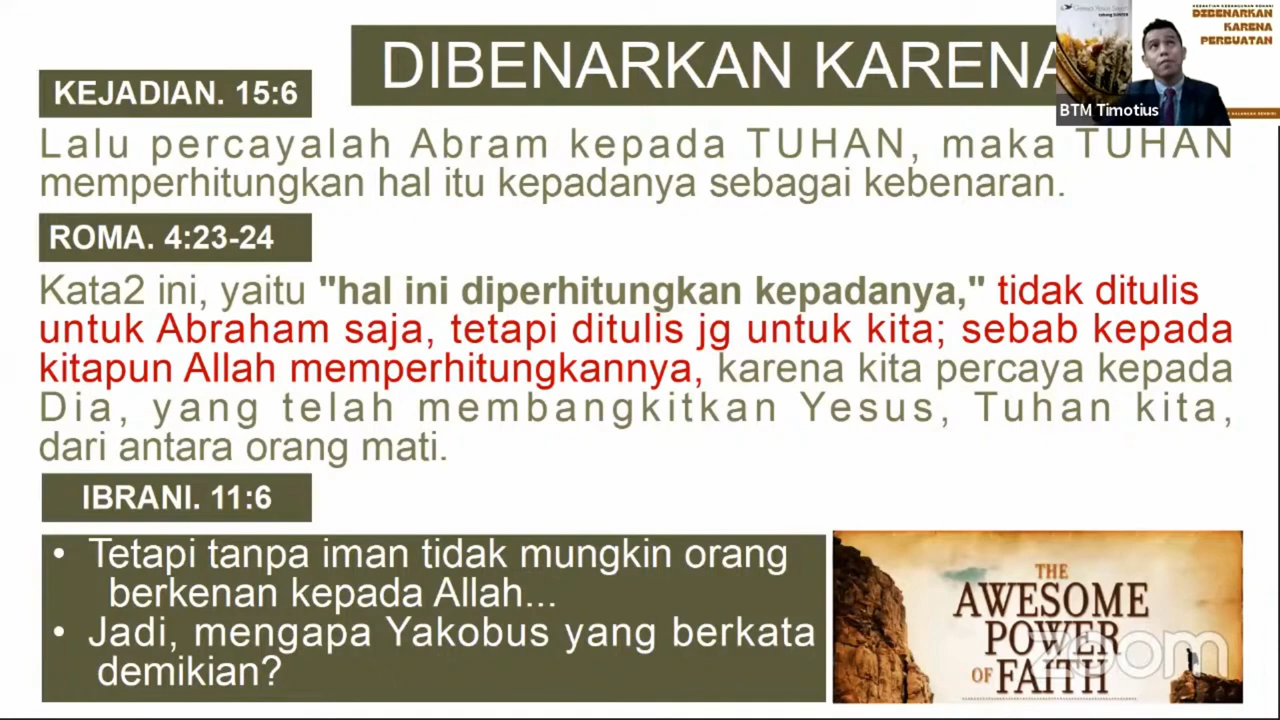 DIBENARKAN KARENA
KEJADIAN. 15:6
Lalu percayalah Abram kepada TUHAN, maka TUHAN
memperhitungkan hal itu kepadanya sebagai kebenaran.
ROMA. 4:23-24
Kata2 ini, yaitu "hal ini diperhitungkan kepadanya," tidak ditulis
untuk Abraham saja, tetapi ditulis jg untuk kita; sebab kepada
kitapun Allah memperhitungkannya, karena kita percaya kepada
Dia, yang telah membangkitkan Yesus, Tuhan kita,
dari antara orang mati.
IBRANI. 11:6
• Tetapi tanpa iman tidak mungkin orang
berkenan kepada Allah...
• Jadi, mengapa Yakobus yang berkata
demikian?
THE
AWESOME
POWER
OF FAITH
zoom
DIBENARKAN
KARENA
PERBUATAN
BTM Timotius